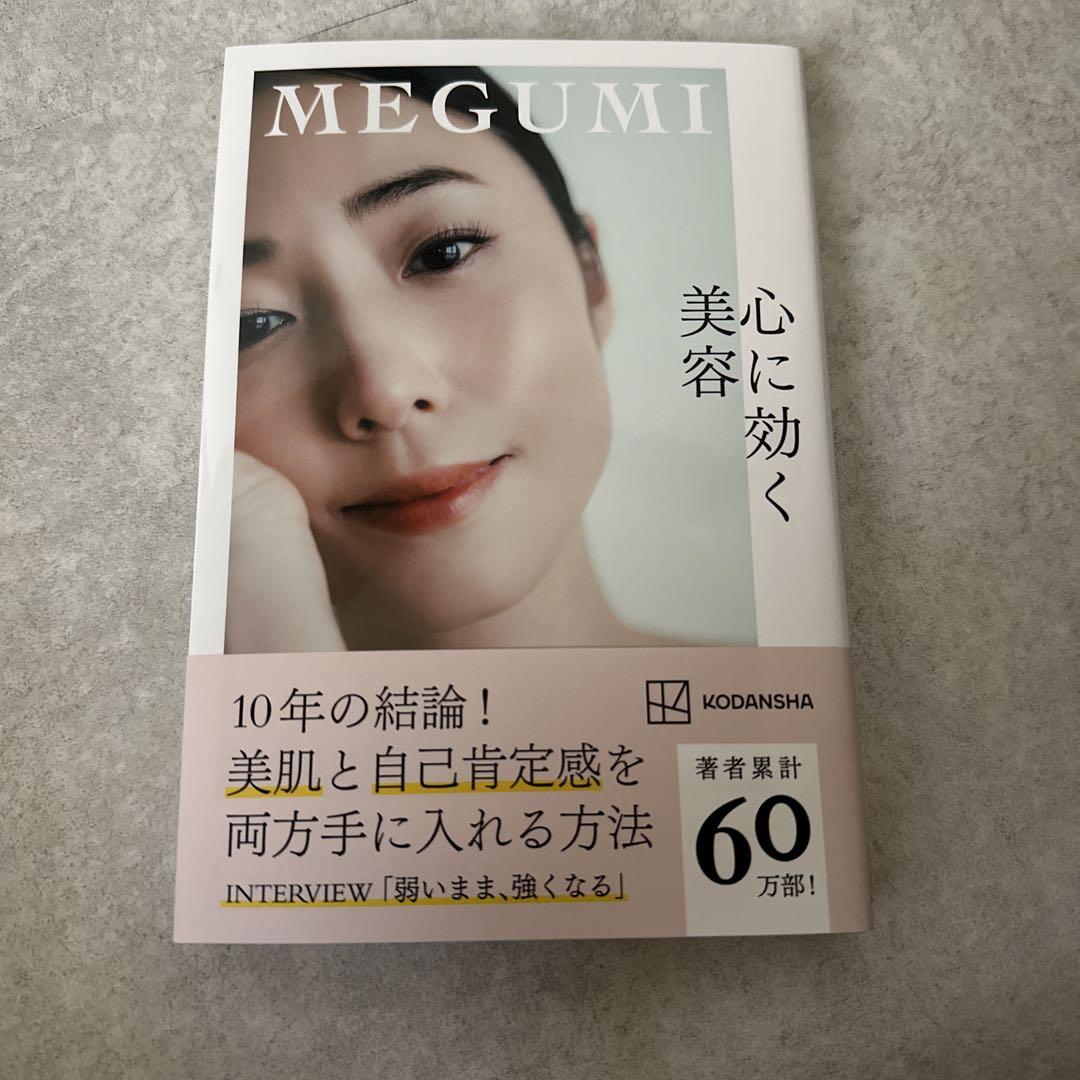 MEGUMI
心に効く
美容
10年の結論!
美肌と自己肯定感を
両方手に入れる方法
INTERVIEW「弱いまま、強くなる」
KODANSHA
著者累計
60
万部!